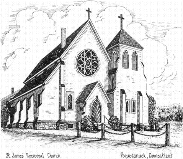 St. James Episcopal Church
Poquetanuck, Connecticut